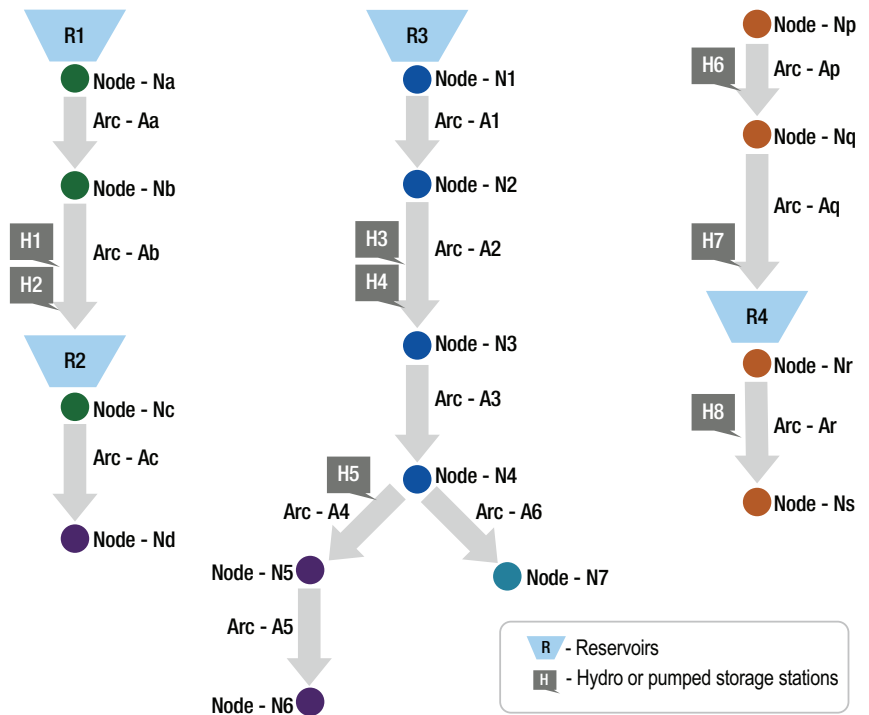 R1
Node - Na
Arc - Aa
Node - Nb
H1
Arc - Ab
H2
R2
Node - Nc
Arc - Ac
Node - Nd
R3
Node - N1
Arc - A1
Node - N2
H3
Arc - A2
H4
Node - N3
Arc - A3
Node - N4
H5
Arc - A4
Arc - A6
Node - N5
Node - N7
Arc - A5
Node - N6
Node - Np
H6
Arc - Ap
Node - Nq
Arc - Aq
H7
R4
Node - Nr
H8
Arc - Ar
Node - Ns
R - Reservoirs
H - Hydro or pumped storage stations